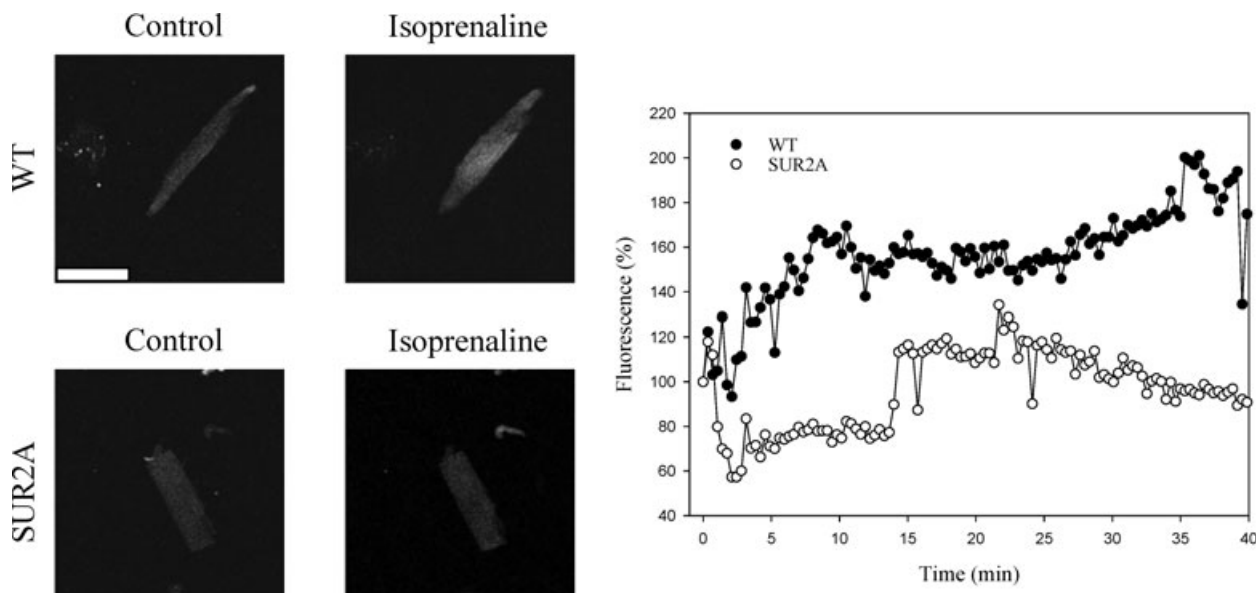 Control
Isoprenaline
WT
Control
Isoprenaline
SUR2A
Fluorescence (%)
220
200
180
160
140
120
100
80
60
40
WT
SUR2A
0 5 10 15 20 25 30 35 40
Time (min)